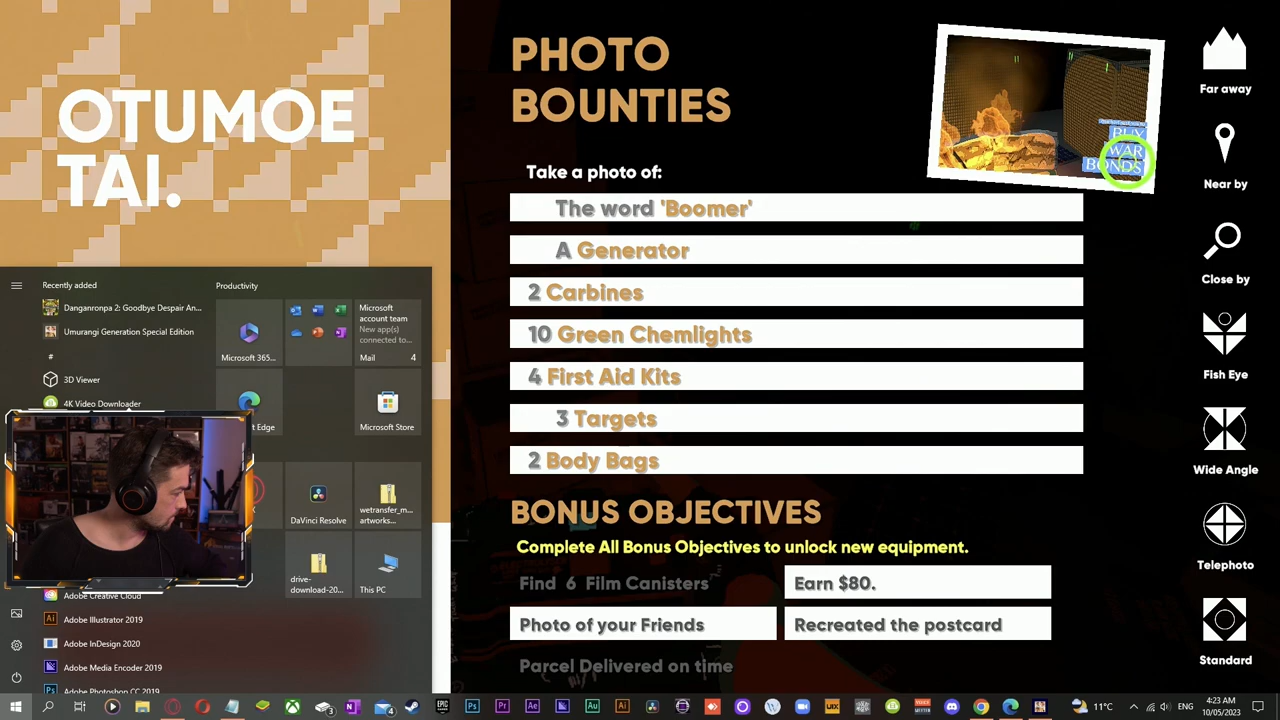 OTUMOE
TAI.
Recently added
Productivity
Danganronpa 2: Goodbye Despair An...
Umurangi Generation Special Edition
#
3D Viewer
4K Video Downloader
Microsoft 365...
Microsoft
account team
New app(s)
connected to...
Mail 4
Edge
Microsoft Store
DaVinci Resolve
wetransfer_m...
artworks...
drive-
download-20...
This PC
Adobe Creative Cloud
Adobe Illustrator 2019
Adobe InDesign 2020
Adobe Media Encoder 2019
Adobe Photoshop CC 2019
PHOTO
BOUNTIES
Take a photo of:
The word 'Boomer'
A Generator
2 Carbines
10 Green Chemlights
4 First Aid Kits
3 Targets
2 Body Bags
BONUS OBJECTIVES
Complete All Bonus Objectives to unlock new equipment.
Find 6 Film Canisters
Earn $80.
Photo of your Friends
Recreated the postcard
Parcel Delivered on time
BUY
WAR
BONDS
Far away
Near by
Close by
Fish Eye
Wide Angle
Telephoto
Standard
11°C
4:23 AM
10/05/2023